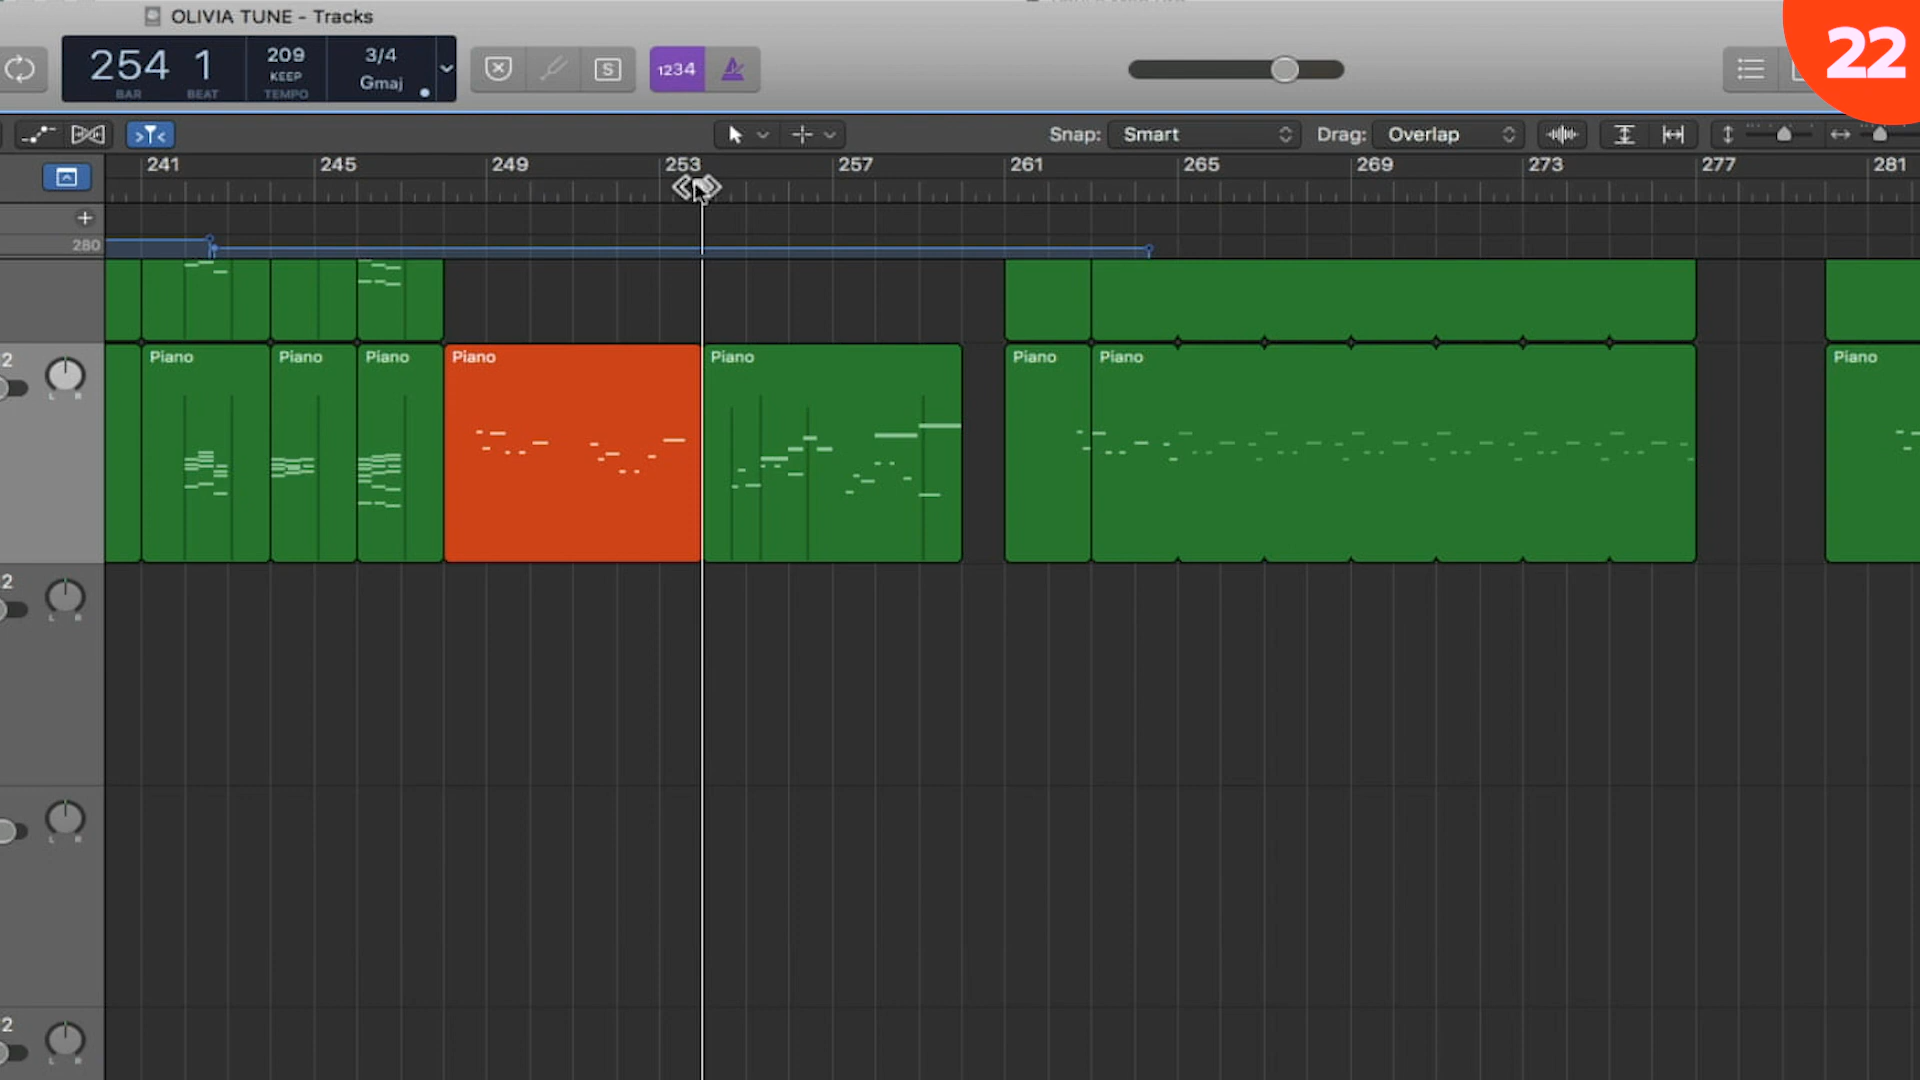 OLIVIA TUNE - Tracks
22
254 1
BAR BEAT
209
KEEP
TEMPO
3/4
Gmaj
S
1234
Snap: Smart
Drag: Overlap
241 245 249 253 257 261 265 269 273 277 281
280
2
Piano Piano Piano Piano Piano Piano Piano Piano
L R
2
L R
L R
2
L R